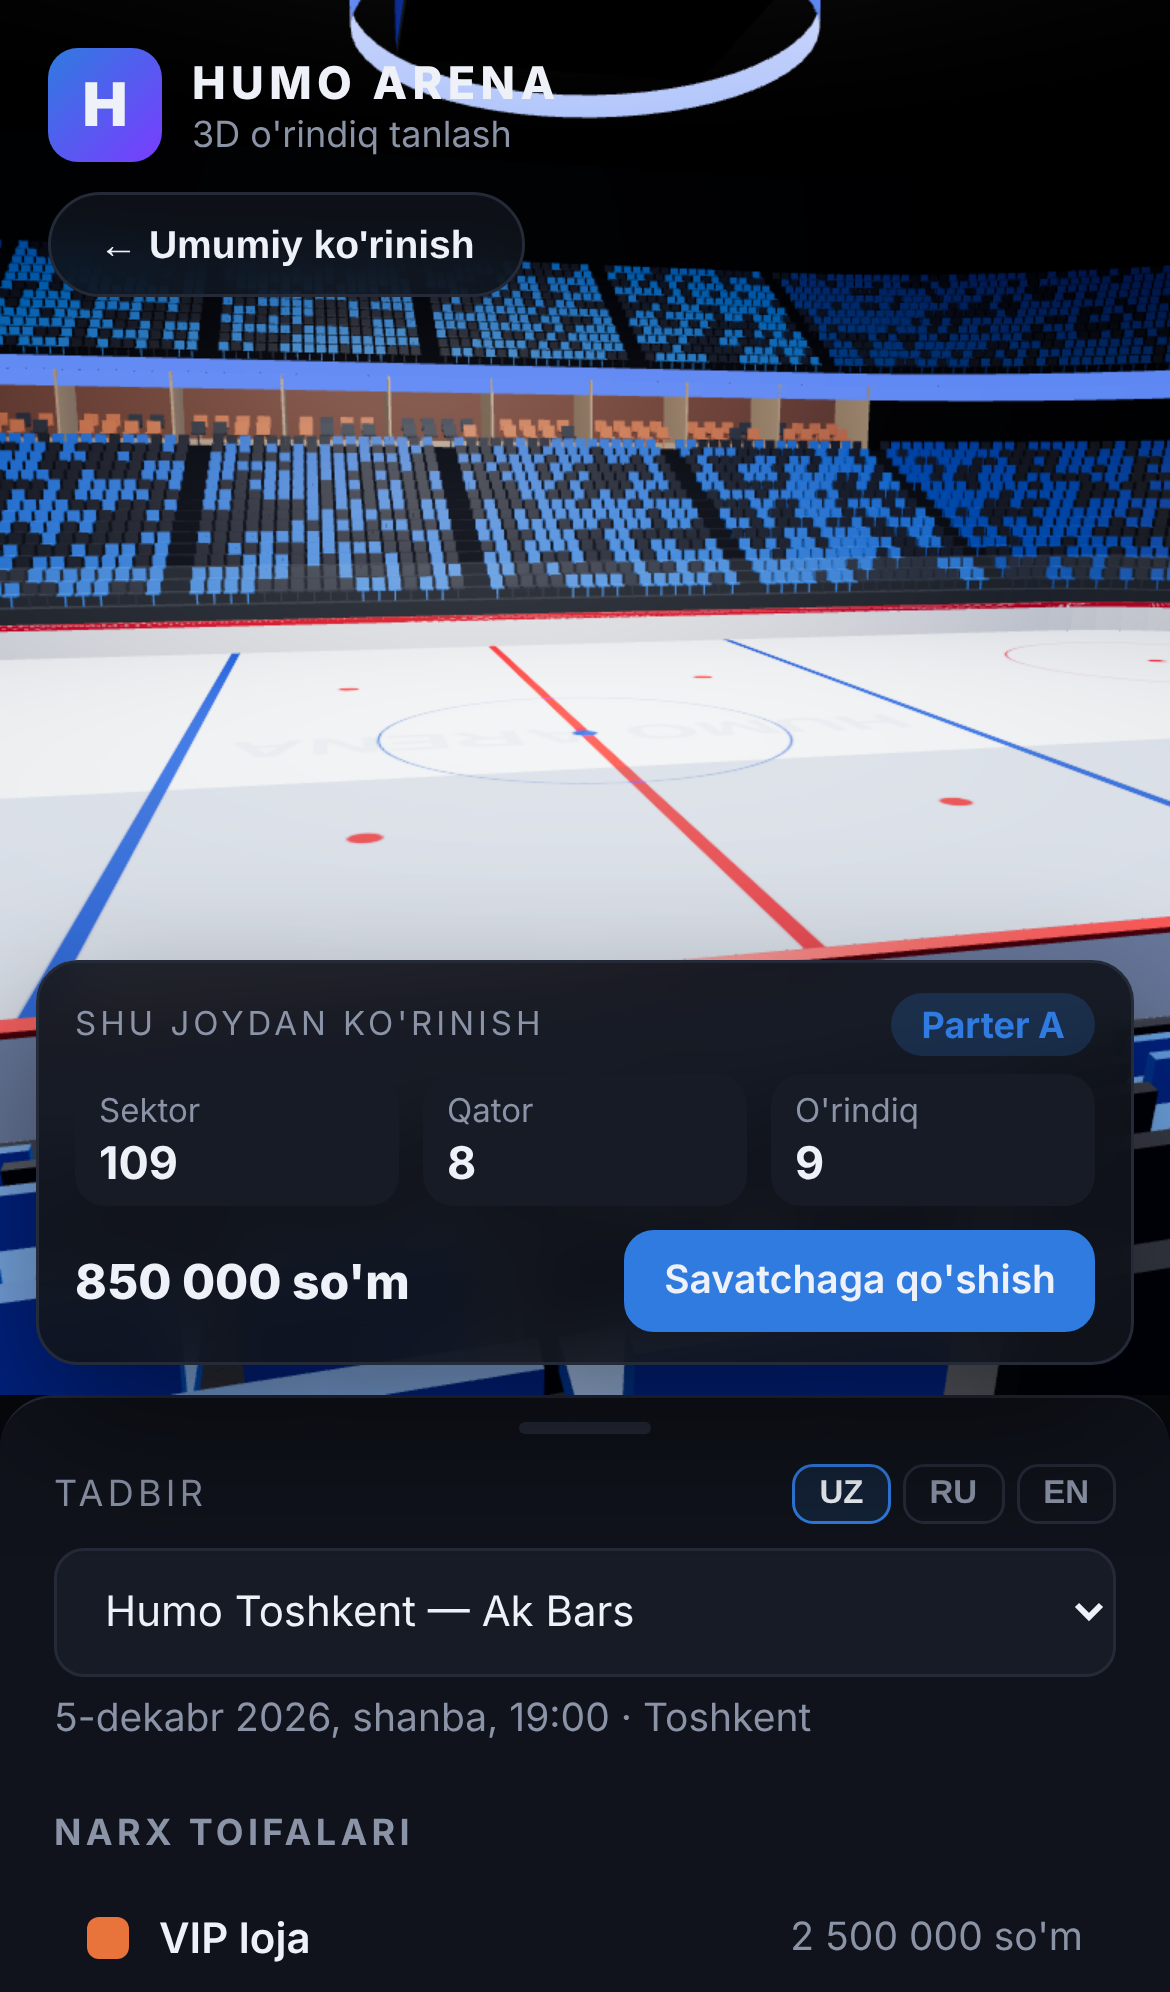 H
HUMO ARENA
3D o'rindiq tanlash
← Umumiy ko'rinish
HUMO ARENA
SHU JOYDAN KO'RINISH
Parter A
Sektor
109
Qator
8
O'rindiq
9
850 000 so'm
Savatchaga qo'shish
TADBIR
UZ
RU
EN
Humo Toshkent — Ak Bars
5-dekabr 2026, shanba, 19:00 · Toshkent
NARX TOIFALARI
VIP loja
2 500 000 so'm